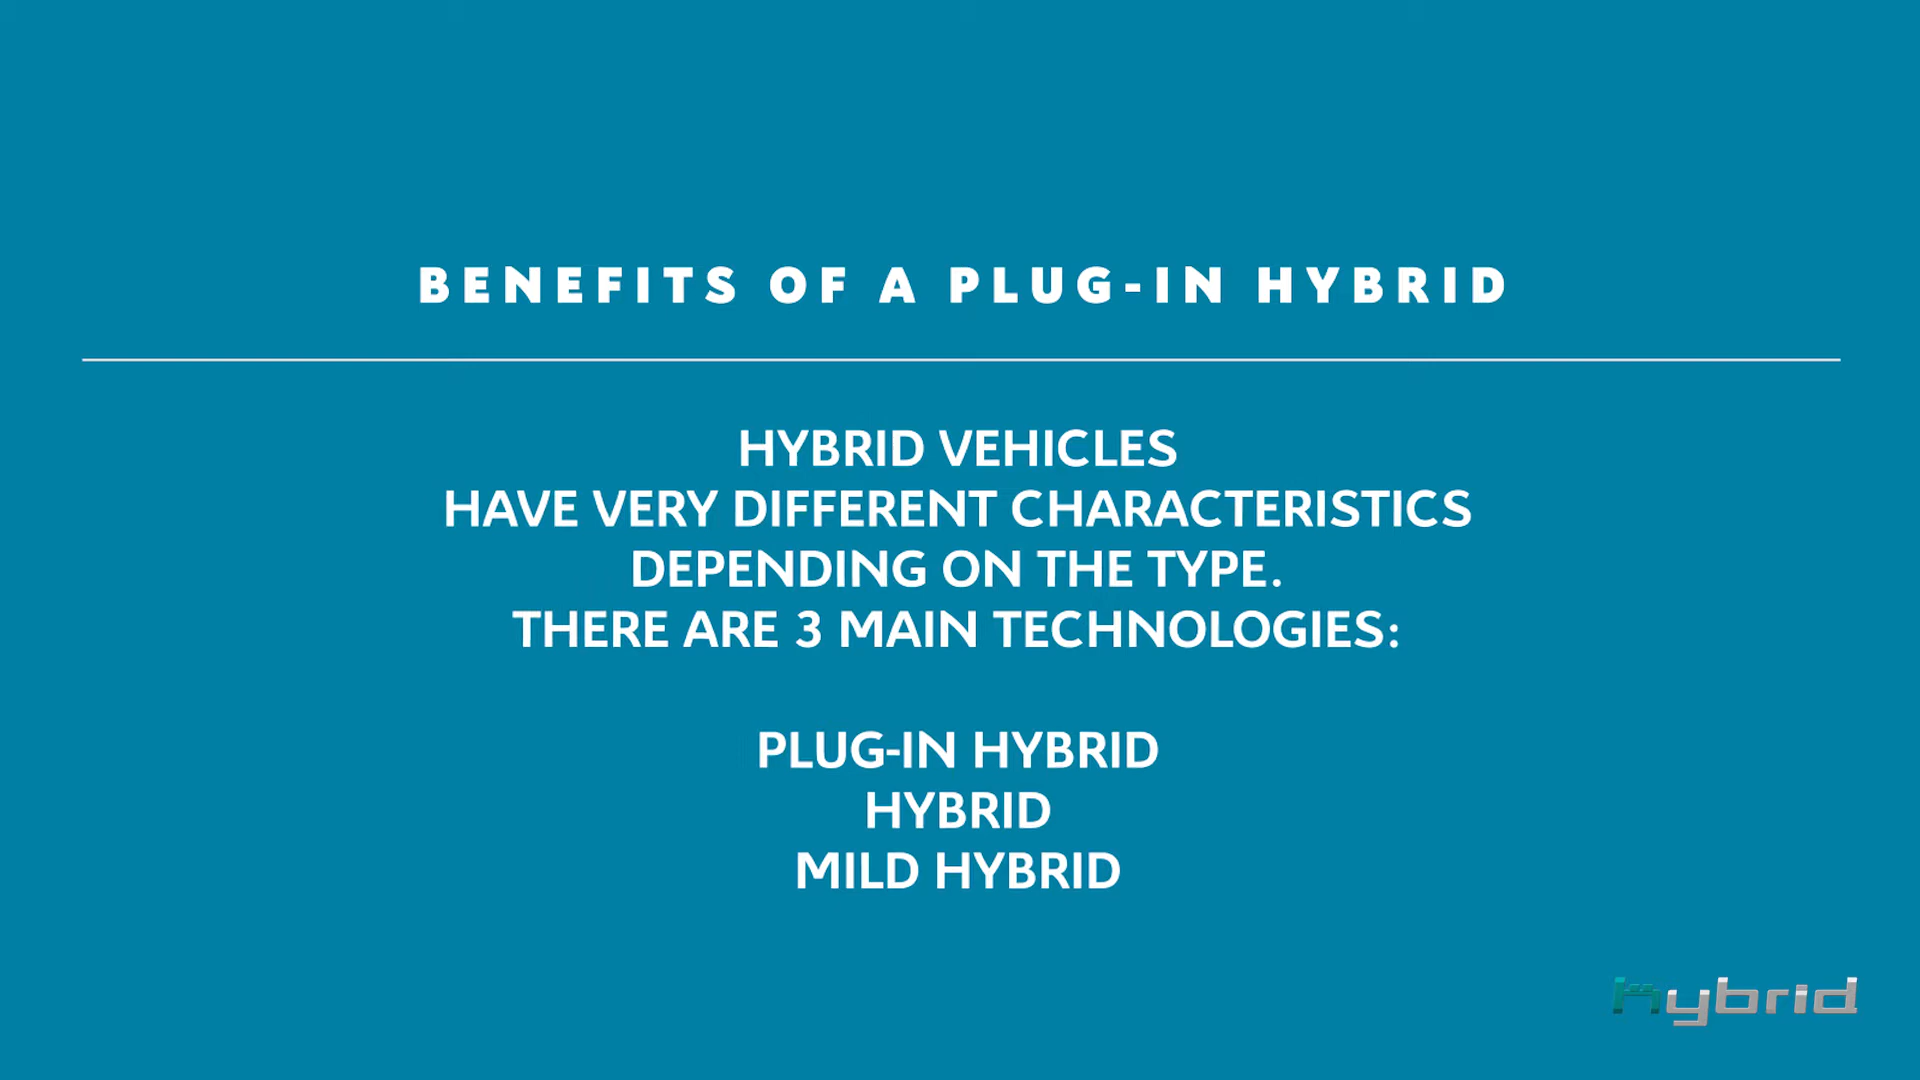 BENEFITS OF A PLUG-IN HYBRID
HYBRID VEHICLES
HAVE VERY DIFFERENT CHARACTERISTICS
DEPENDING ON THE TYPE.
THERE ARE 3 MAIN TECHNOLOGIES:
PLUG-IN HYBRID
HYBRID
MILD HYBRID
hybrid